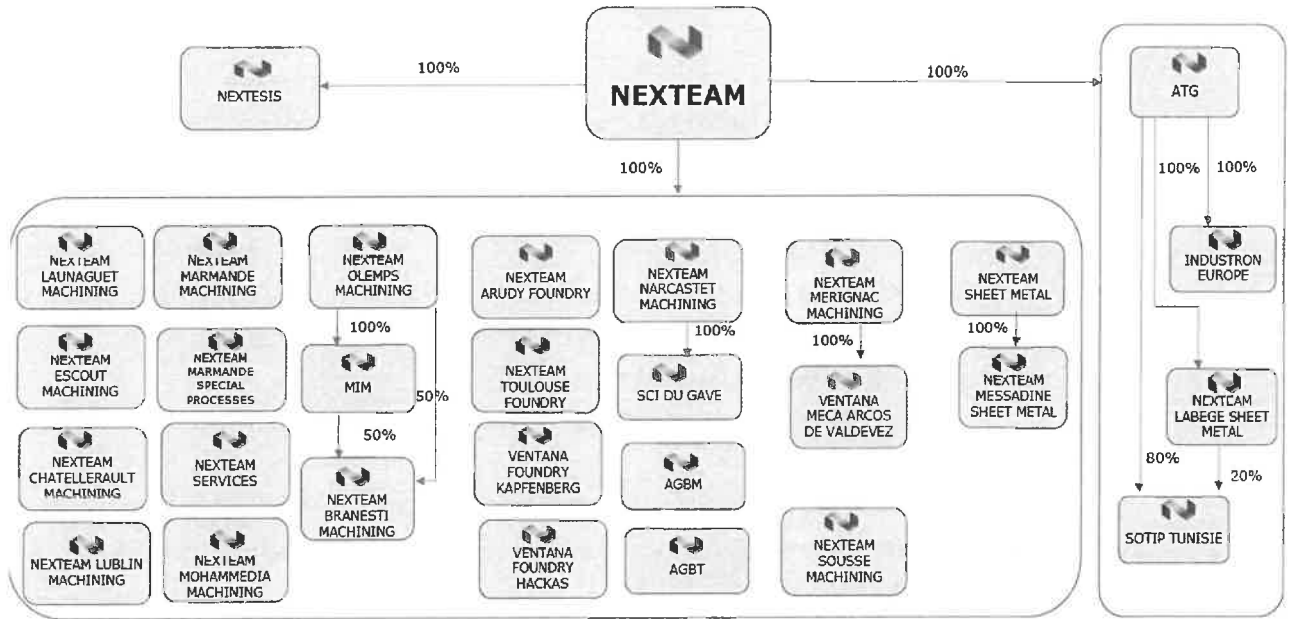 NEXTEAM
100%
NEXTESIS
100%
100%
ATG
100%
100%
INDUSTRON
EUROPE
NEXTEAM
LABEGE SHEET
METAL
80%
20%
SOTIP TUNISIE
NEXTEAM
LAUNAGUET
MACHINING
NEXTEAM
MARMANDE
MACHINING
NEXTEAM
OLEMPS
MACHINING
NEXTEAM
ARUDY FOUNDRY
NEXTEAM
NARCASTET
MACHINING
NEXTEAM
MERIGNAC
MACHINING
NEXTEAM
SHEET METAL
100%
100%
100%
100%
NEXTEAM
ESCOUT
MACHINING
NEXTEAM
MARMANDE
SPECIAL
PROCESSES
MIM
50%
NEXTEAM
TOULOUSE
FOUNDRY
SCI DU GAVE
VENTANA
MECA ARCOS
DE VALDEVEZ
NEXTEAM
MESSADINE
SHEET METAL
50%
NEXTEAM
CHATELLERAULT
MACHINING
NEXTEAM
SERVICES
NEXTEAM
BRANESTI
MACHINING
VENTANA
FOUNDRY
KAPFENBERG
AGBM
NEXTEAM LUBLIN
MACHINING
NEXTEAM
MOHAMMEDIA
MACHINING
VENTANA
FOUNDRY
HACKAS
AGBT
NEXTEAM
SOUSSE
MACHINING